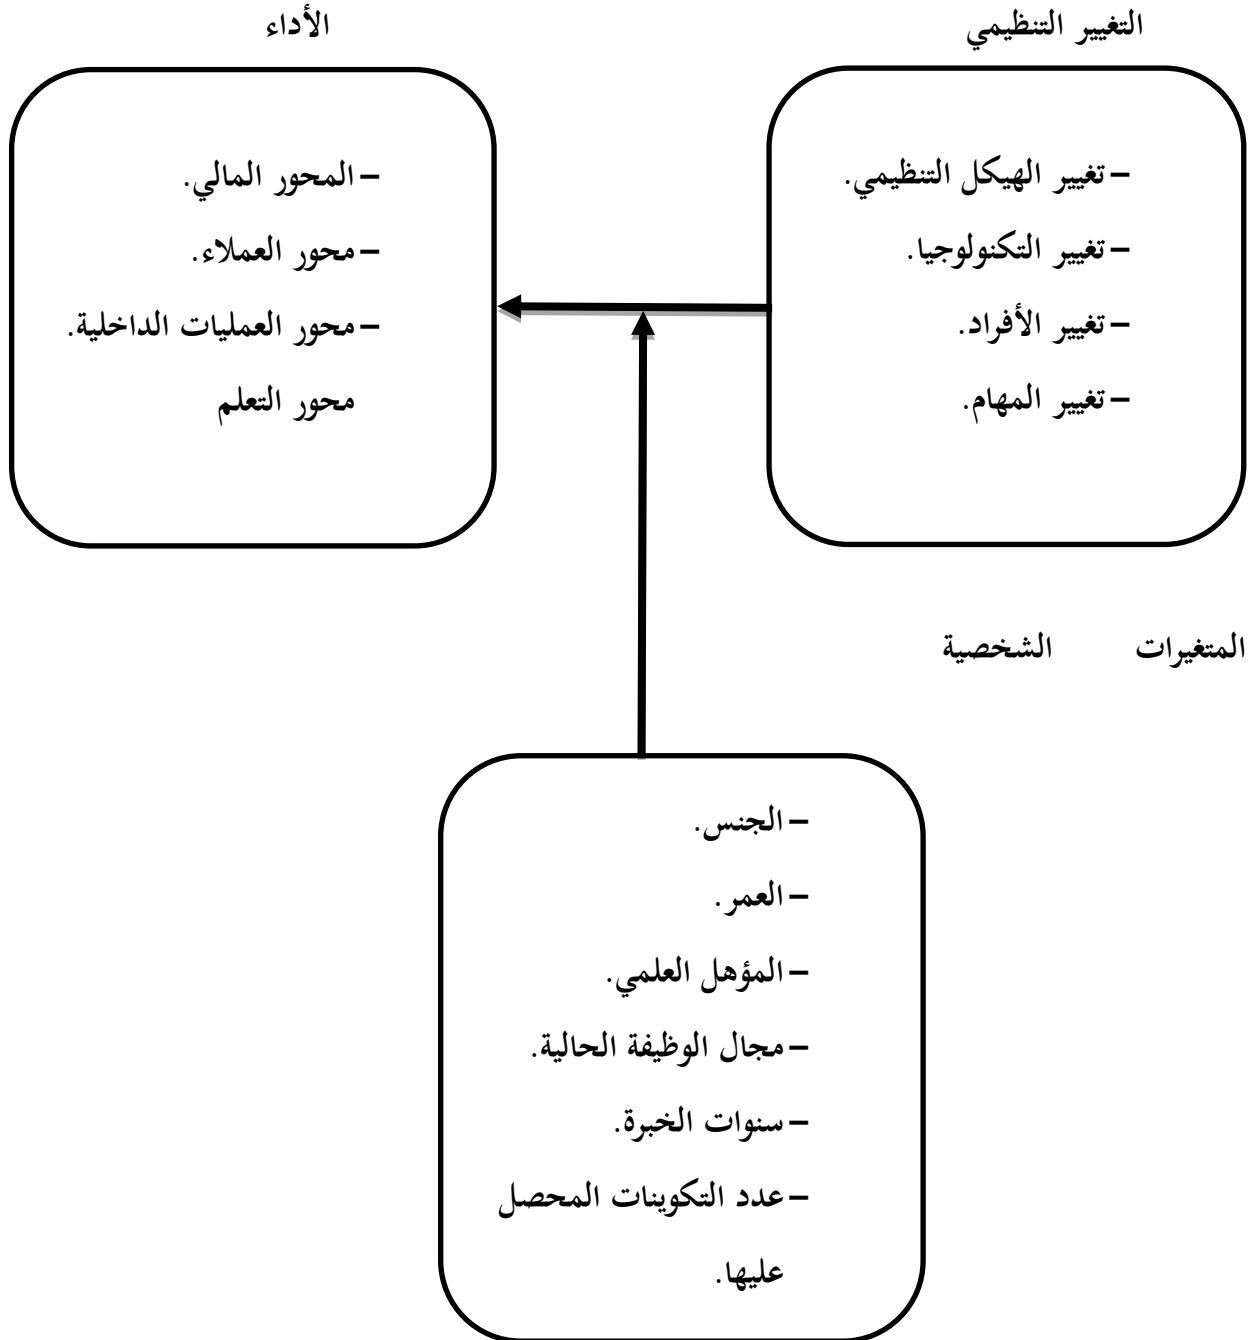 التغيير التنظيمي
– تغيير الهيكل التنظيمي.
– تغيير التكنولوجيا.
– تغيير الأفراد.
– تغيير المهام.
الأداء
– المحور المالي.
– محور العملاء.
– محور العمليات الداخلية.
محور التعلم
المتغيرات الشخصية
– الجنس.
– العمر.
– المؤهل العلمي.
– مجال الوظيفة الحالية.
– سنوات الخبرة.
– عدد التكوينات المحصل
عليها.